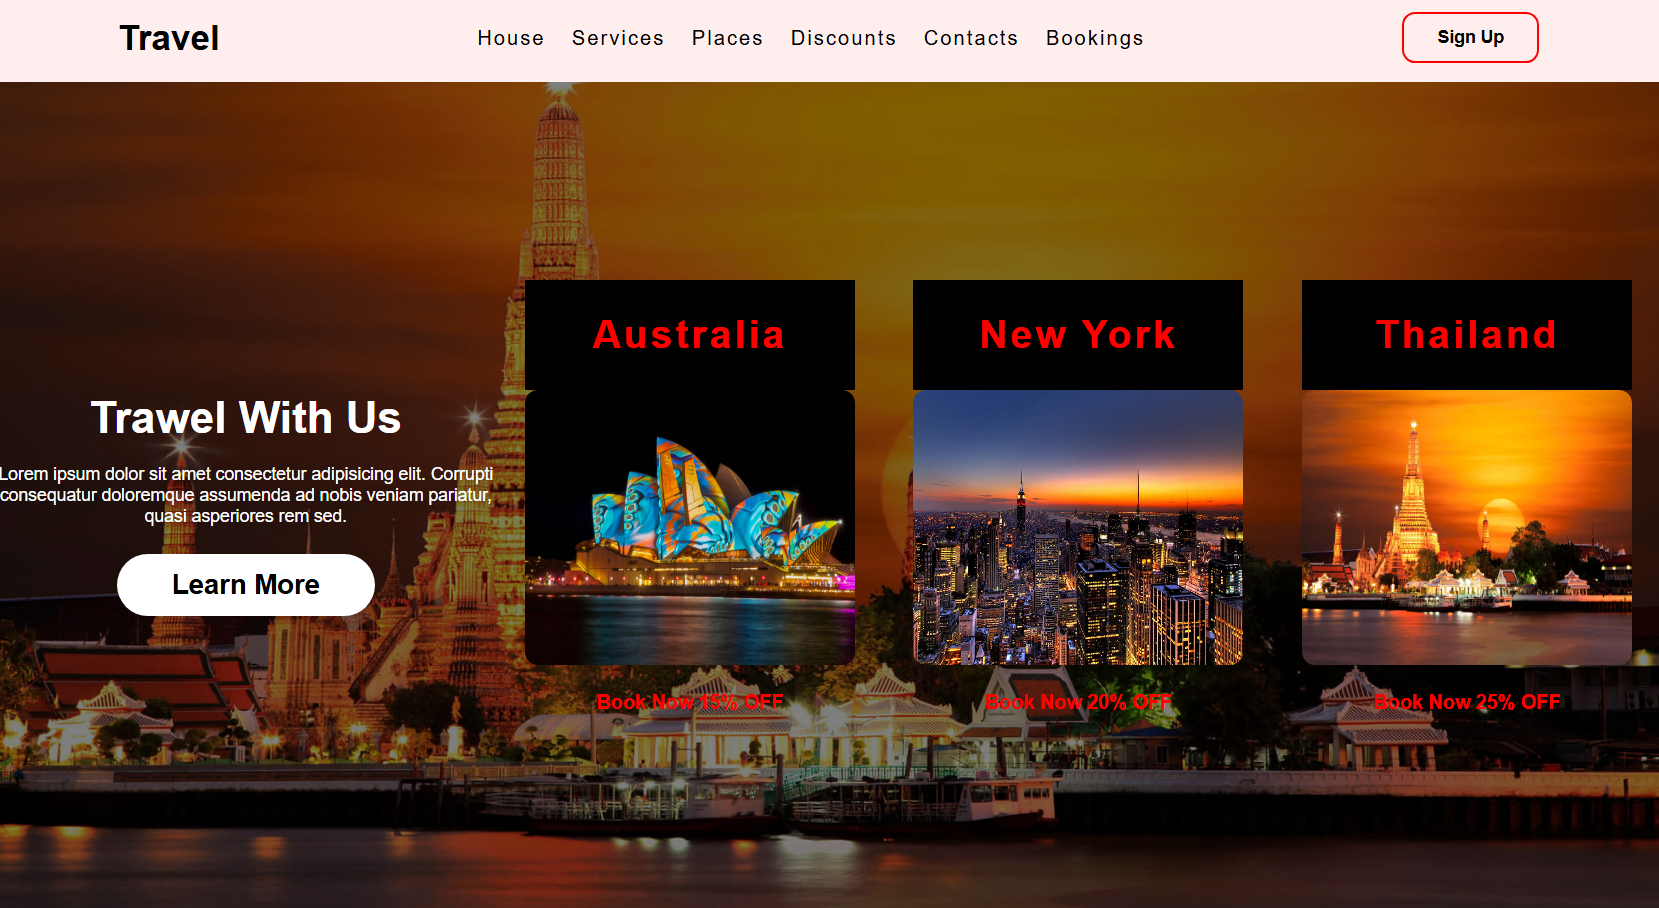 Travel
House Services Places Discounts Contacts Bookings
Sign Up
Trawel With Us
Lorem ipsum dolor sit amet consectetur adipisicing elit. Corrupti
consequatur doloremque assumenda ad nobis veniam pariatur,
quasi asperiores rem sed.
Learn More
Australia
Book Now 15% OFF
New York
Book Now 20% OFF
Thailand
Book Now 25% OFF